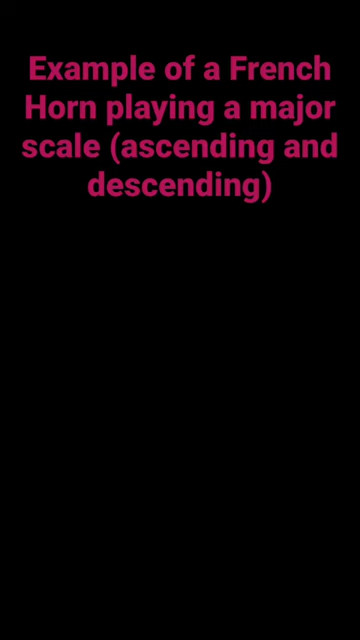 Example of a French
Horn playing a major
scale (ascending and
descending)